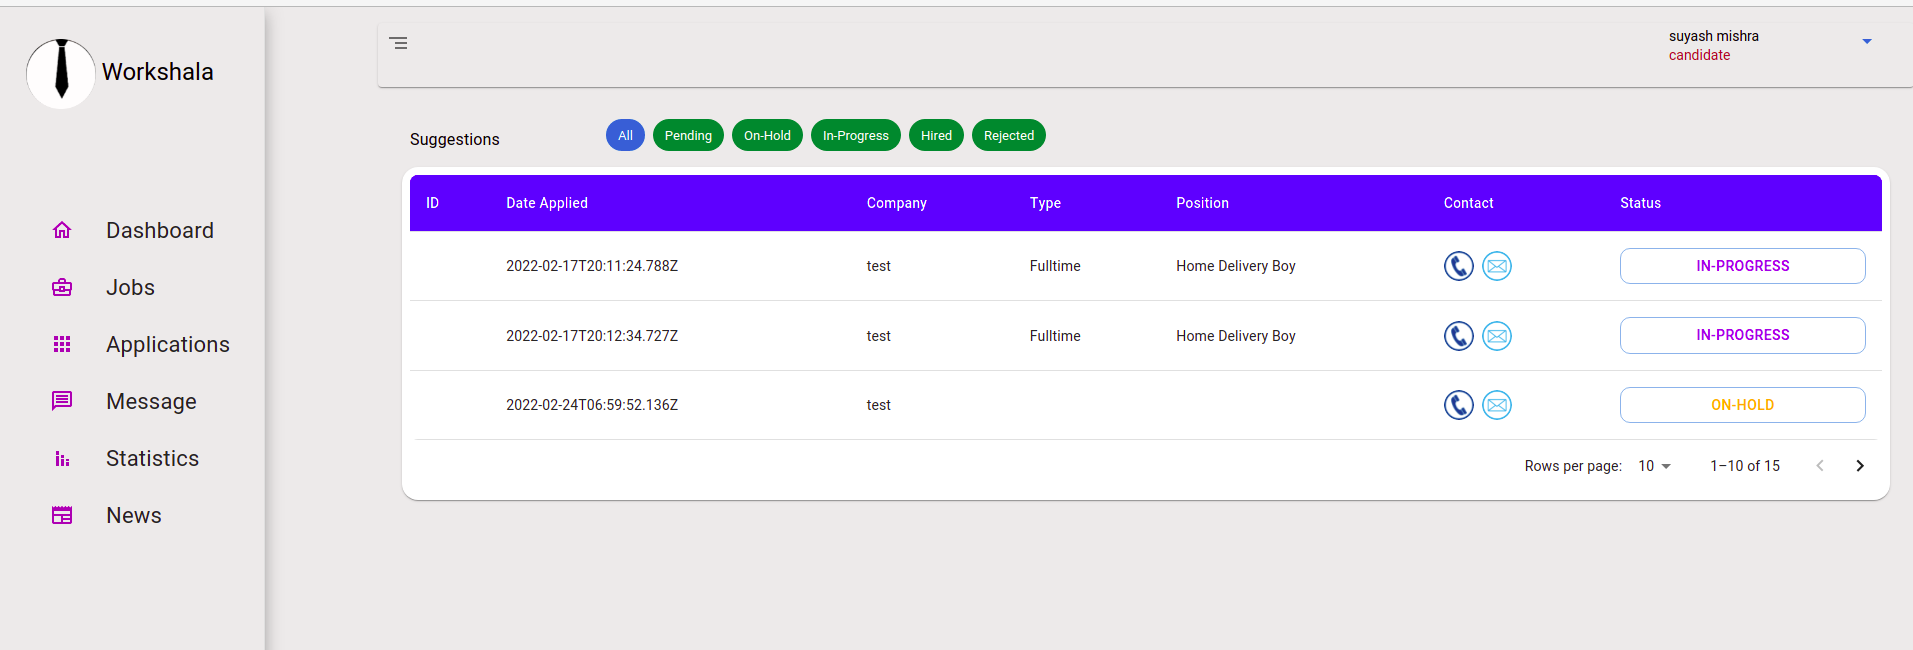 Workshala
suyash mishra
candidate
Suggestions
All Pending On-Hold In-Progress Hired Rejected
ID Date Applied Company Type Position Contact Status
2022-02-17T20:11:24.788Z test Fulltime Home Delivery Boy IN-PROGRESS
2022-02-17T20:12:34.727Z test Fulltime Home Delivery Boy IN-PROGRESS
2022-02-24T06:59:52.136Z test ON-HOLD
Rows per page: 10 1–10 of 15
Dashboard
Jobs
Applications
Message
Statistics
News